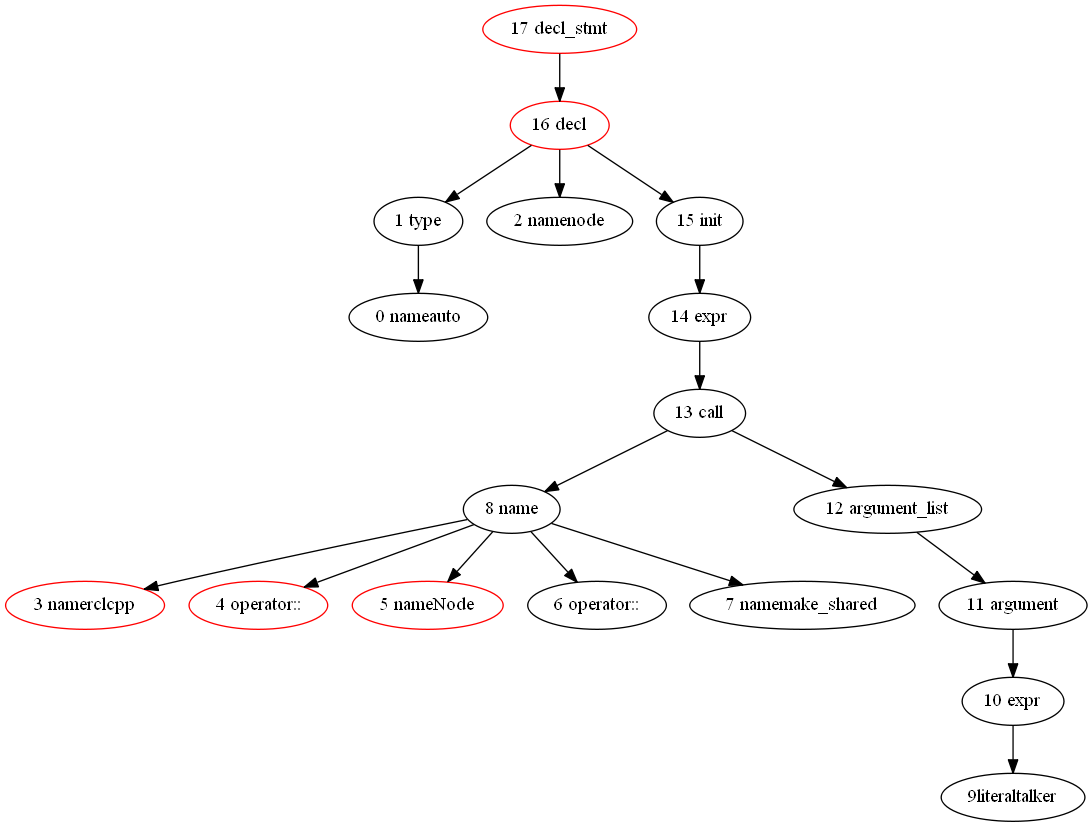 17 decl_stmt
16 decl
1 type
2 namenode
15 init
0 nameauto
14 expr
13 call
8 name
12 argument_list
3 namerclcpp
4 operator::
5 nameNode
6 operator::
7 namemake_shared
11 argument
10 expr
9literaltalker